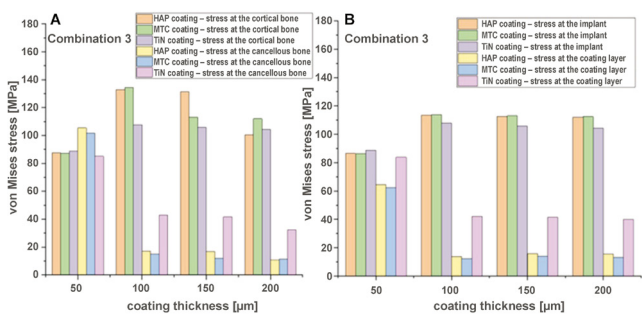 A
Combination 3
HAP coating – stress at the cortical bone
MTC coating – stress at the cortical bone
TiN coating – stress at the cortical bone
HAP coating – stress at the cancellous bone
MTC coating – stress at the cancellous bone
TiN coating – stress at the cancellous bone
von Mises stress [MPa]
180
160
140
120
100
80
60
40
20
0
50 100 150 200
coating thickness [µm]
B
Combination 3
HAP coating – stress at the implant
MTC coating – stress at the implant
TiN coating – stress at the implant
HAP coating – stress at the coating layer
MTC coating – stress at the coating layer
TiN coating – stress at the coating layer
von Mises stress [MPa]
180
160
140
120
100
80
60
40
20
0
50 100 150 200
coating thickness [µm]